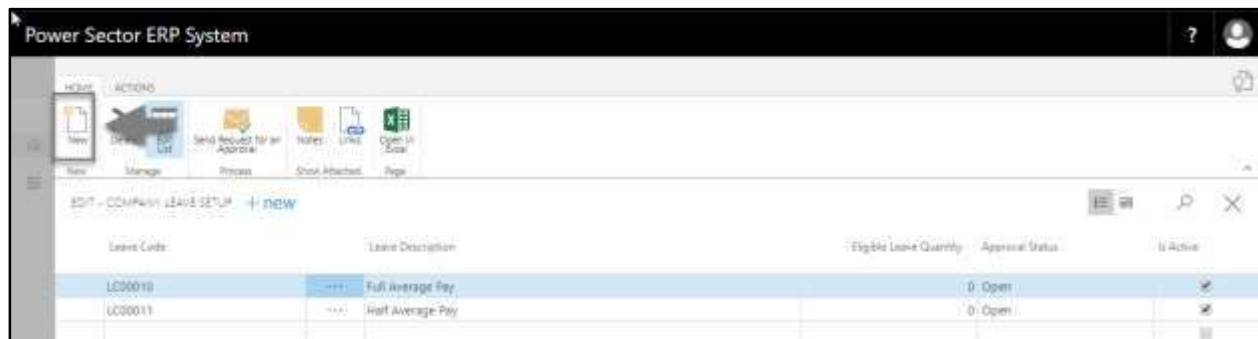 Power Sector ERP System ?
HOME ACTIONS
New Edit List Send Request for an Approval Notes Links Open in Excel
New Manage Process Show Attached Page
EDIT - COMPANY LEAVE SETUP + new
Leave Code Leave Description Eligible Leave Quantity Approval Status Is Active
LC00010 ... Full Average Pay 0 Open
LC00011 ... Half Average Pay 0 Open